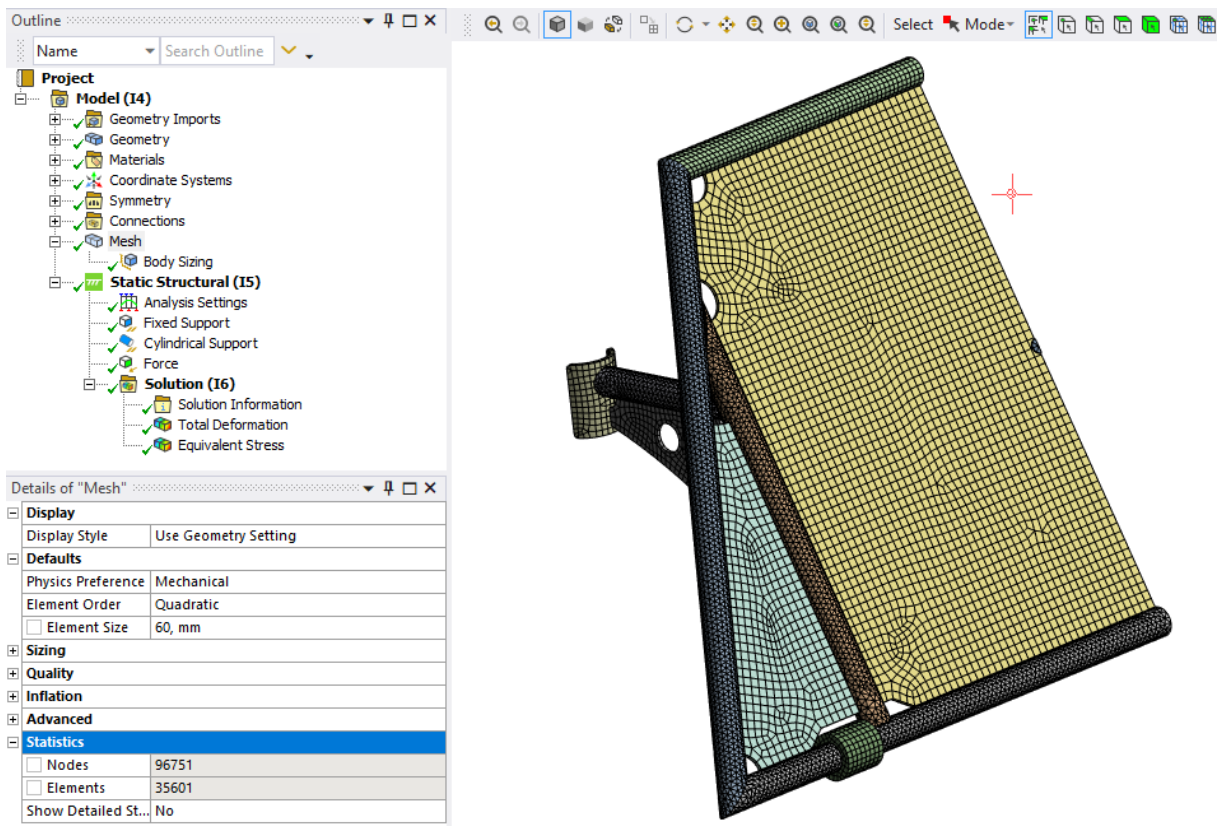 Outline
Name Search Outline
Select Mode
Project
Model (I4)
Geometry Imports
Geometry
Materials
Coordinate Systems
Symmetry
Connections
Mesh
Body Sizing
Static Structural (I5)
Analysis Settings
Fixed Support
Cylindrical Support
Force
Solution (I6)
Solution Information
Total Deformation
Equivalent Stress
Details of "Mesh"
Display
Display Style Use Geometry Setting
Defaults
Physics Preference Mechanical
Element Order Quadratic
Element Size 60, mm
Sizing
Quality
Inflation
Advanced
Statistics
Nodes 96751
Elements 35601
Show Detailed St... No